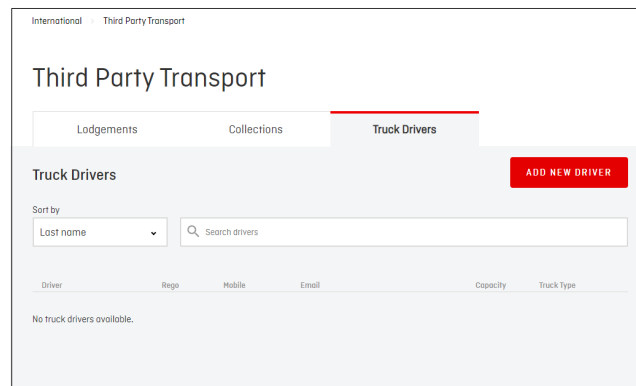 International > Third Party Transport
Third Party Transport
Lodgements Collections Truck Drivers
Truck Drivers ADD NEW DRIVER
Sort by
Last name Search drivers
Driver Rego Mobile Email Capacity Truck Type
No truck drivers available.